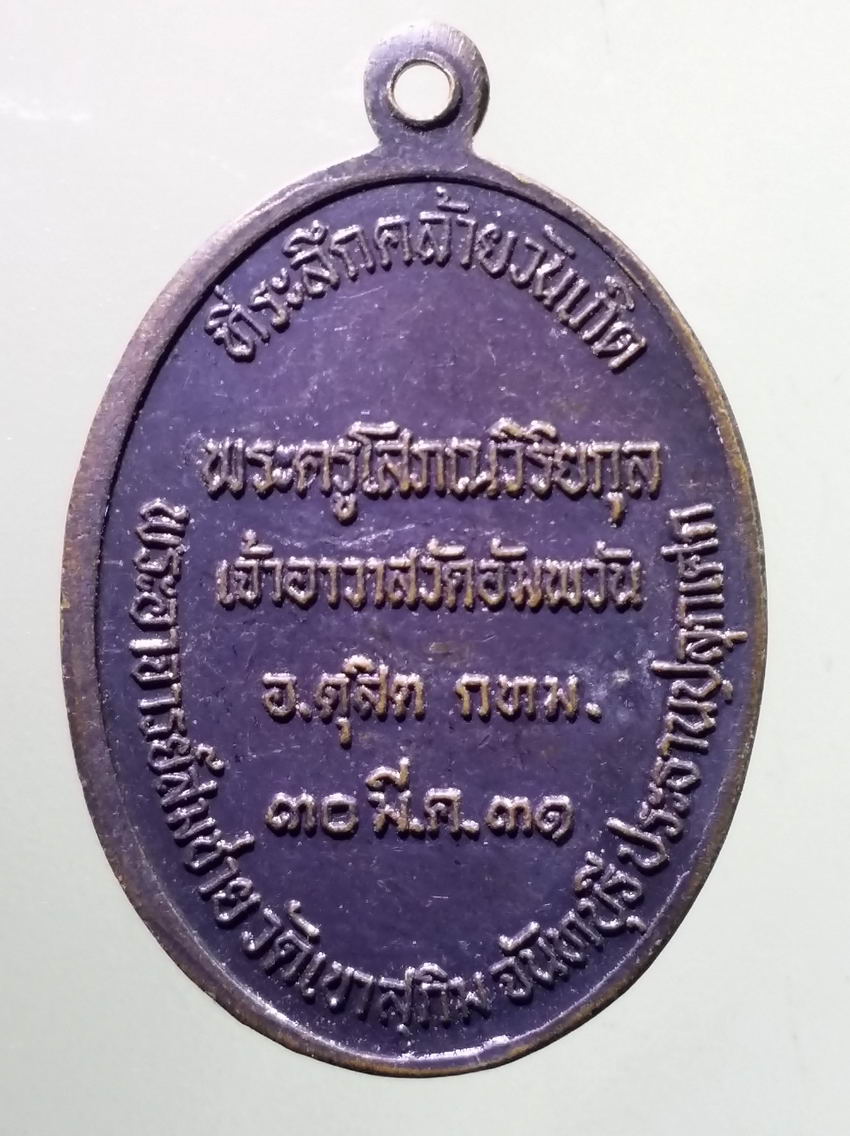 ที่ระลึกคล้ายวันเกิด
พระครูโสภณวิริยกุล
เจ้าอาวาสวัดอัมพวัน
อ.ดุสิต กทม.
๓๐ มี.ค.๓๑
พระอาจารย์สมชาย วัดเขาสุกิม จันทบุรี ประธานปลุกเสก